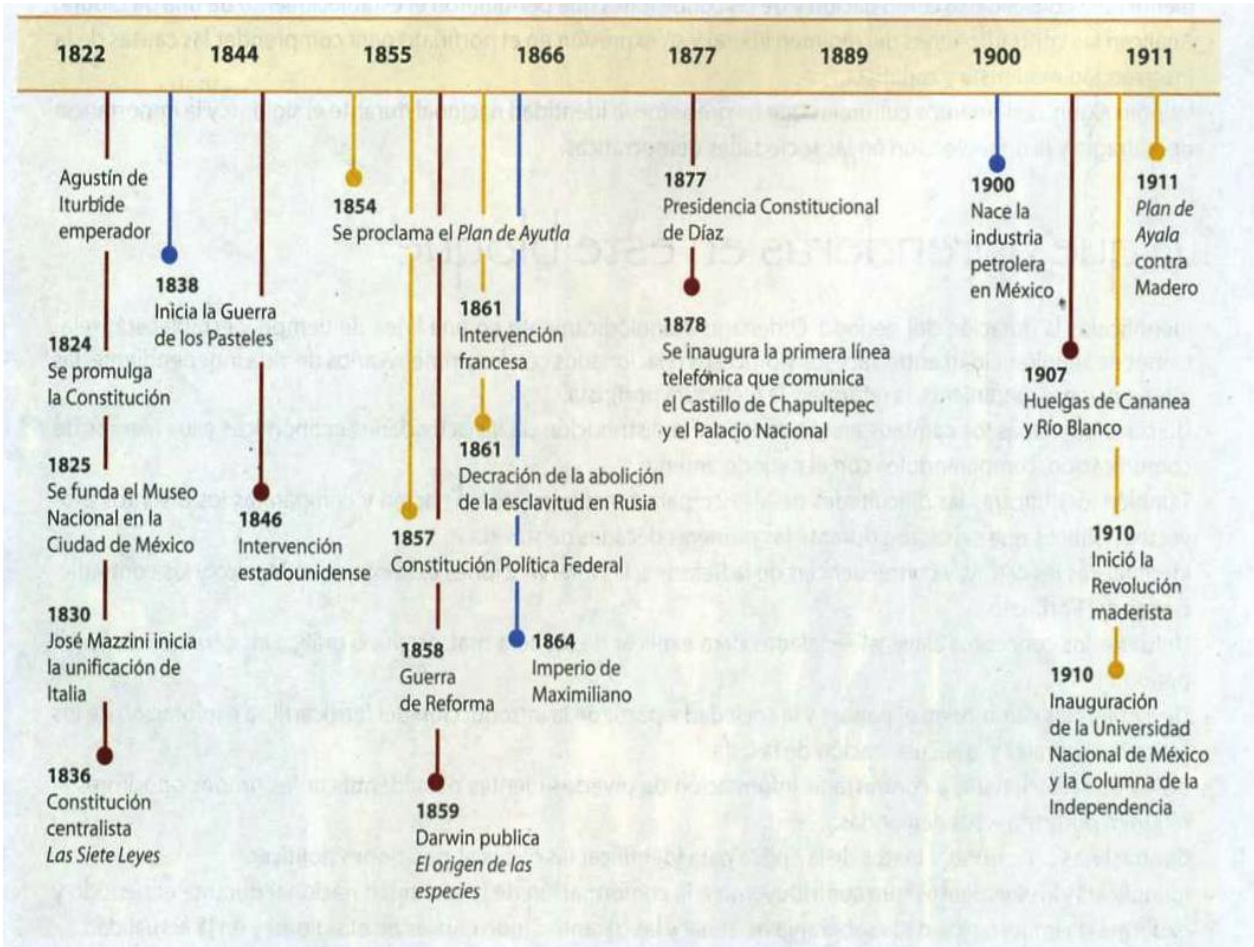 1822 1844 1855 1866 1877 1889 1900 1911
Agustín de
Iturbide
emperador
1824
Se promulga
la Constitución
1825
Se funda el Museo
Nacional en la
Ciudad de México
1830
José Mazzini inicia
la unificación de
Italia
1836
Constitución
centralista
Las Siete Leyes
1838
Inicia la Guerra
de los Pasteles
1846
Intervención
estadounidense
1854
Se proclama el Plan de Ayutla
1857
Constitución Política Federal
1858
Guerra
de Reforma
1859
Darwin publica
El origen de las
especies
1861
Intervención
francesa
1861
Decración de la abolición
de la esclavitud en Rusia
1864
Imperio de
Maximiliano
1877
Presidencia Constitucional
de Díaz
1878
Se inaugura la primera línea
telefónica que comunica
el Castillo de Chapultepec
y el Palacio Nacional
1900
Nace la
industria
petrolera
en México
1907
Huelgas de Cananea
y Río Blanco
1910
Inició la
Revolución
maderista
1910
Inauguración
de la Universidad
Nacional de México
y la Columna de la
Independencia
1911
Plan de
Ayala
contra
Madero